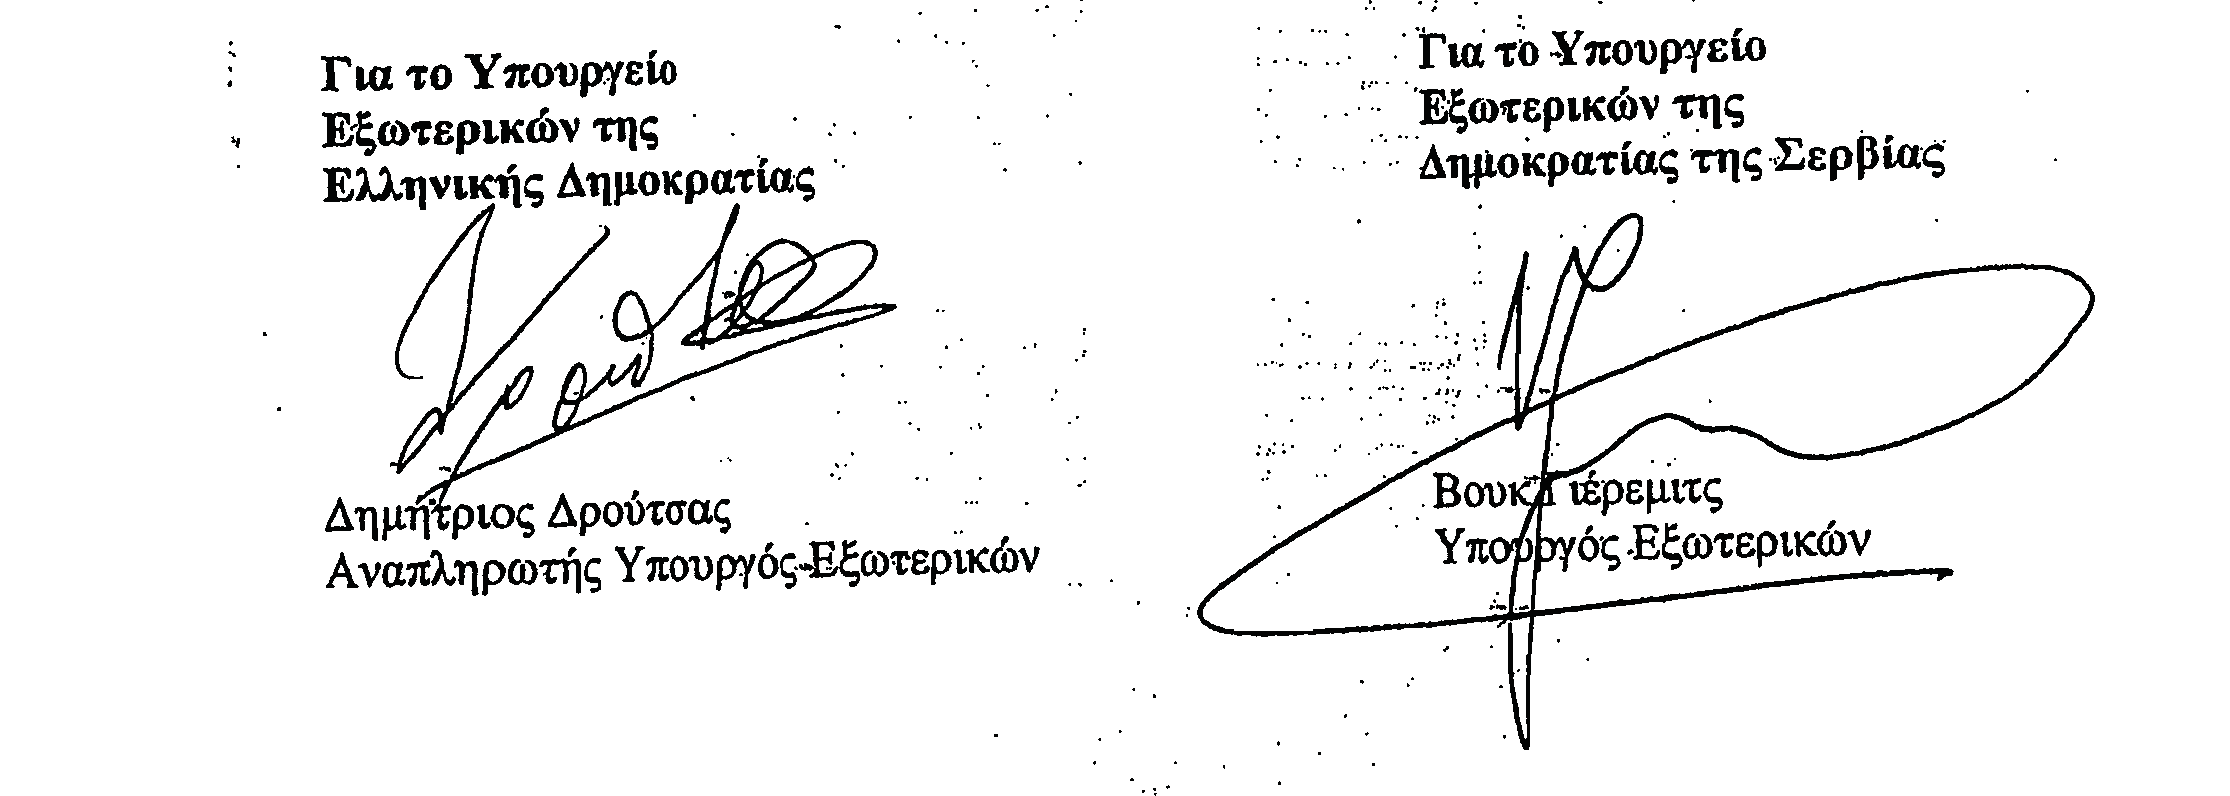 Για το Υπουργείο
Εξωτερικών της
Ελληνικής Δημοκρατίας
Δημήτριος Δρούτσας
Αναπληρωτής Υπουργός Εξωτερικών
Για το Υπουργείο
Εξωτερικών της
Δημοκρατίας της Σερβίας
Βουκ Γιέρεμιτς
Υπουργός Εξωτερικών